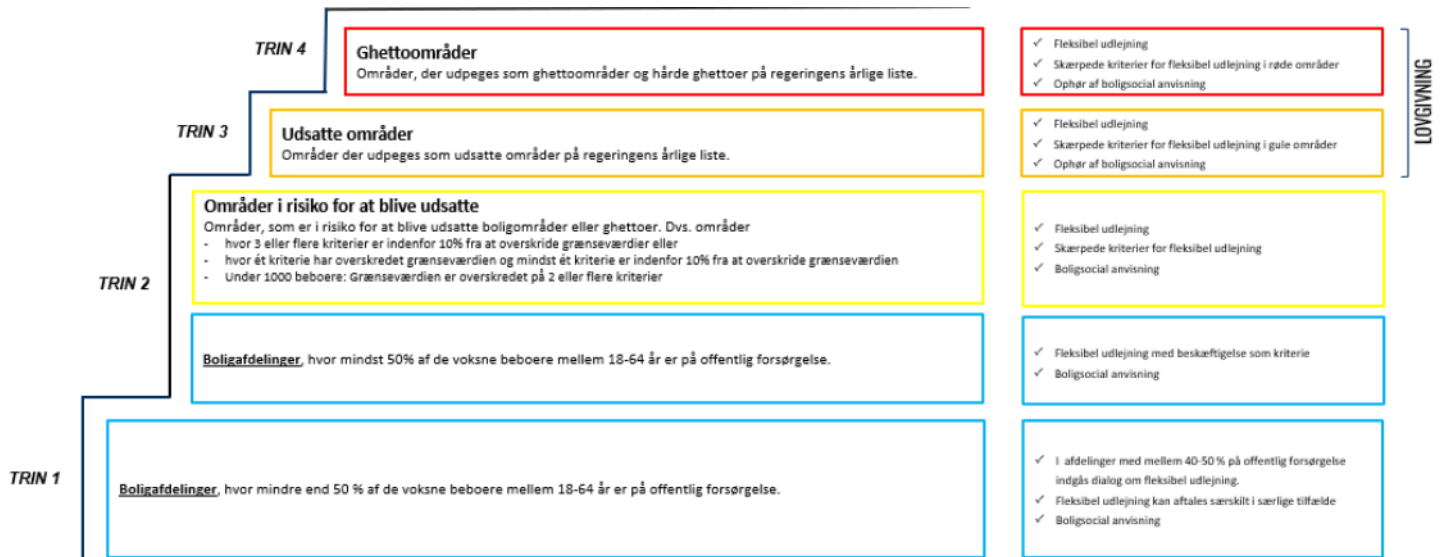 TRIN 4
Ghettoområder
Områder, der udpeges som ghettoområder og hårde ghettoer på regeringens årlige liste.
✓ Fleksibel udlejning
✓ Skærpede kriterier for fleksibel udlejning i røde områder
✓ Ophør af boligsocial anvisning
LOVGIVNING
TRIN 3
Udsatte områder
Områder der udpeges som udsatte områder på regeringens årlige liste.
✓ Fleksibel udlejning
✓ Skærpede kriterier for fleksibel udlejning i gule områder
✓ Ophør af boligsocial anvisning
TRIN 2
Områder i risiko for at blive udsatte
Områder, som er i risiko for at blive udsatte boligområder eller ghettoer. Dvs. områder
- hvor 3 eller flere kriterier er indenfor 10% fra at overskride grænseværdier eller
- hvor ét kriterie har overskredet grænseværdien og mindst ét kriterie er indenfor 10% fra at overskride grænseværdien
- Under 1000 beboere: Grænseværdien er overskredet på 2 eller flere kriterier
✓ Fleksibel udlejning
✓ Skærpede kriterier for fleksibel udlejning
✓ Boligsocial anvisning
Boligafdelinger, hvor mindst 50% af de voksne beboere mellem 18-64 år er på offentlig forsørgelse.
✓ Fleksibel udlejning med beskæftigelse som kriterie
✓ Boligsocial anvisning
TRIN 1
Boligafdelinger, hvor mindre end 50 % af de voksne beboere mellem 18-64 år er på offentlig forsørgelse.
✓ I afdelinger med mellem 40-50 % på offentlig forsørgelse
indgås dialog om fleksibel udlejning.
✓ Fleksibel udlejning kan aftales særskilt i særlige tilfælde
✓ Boligsocial anvisning